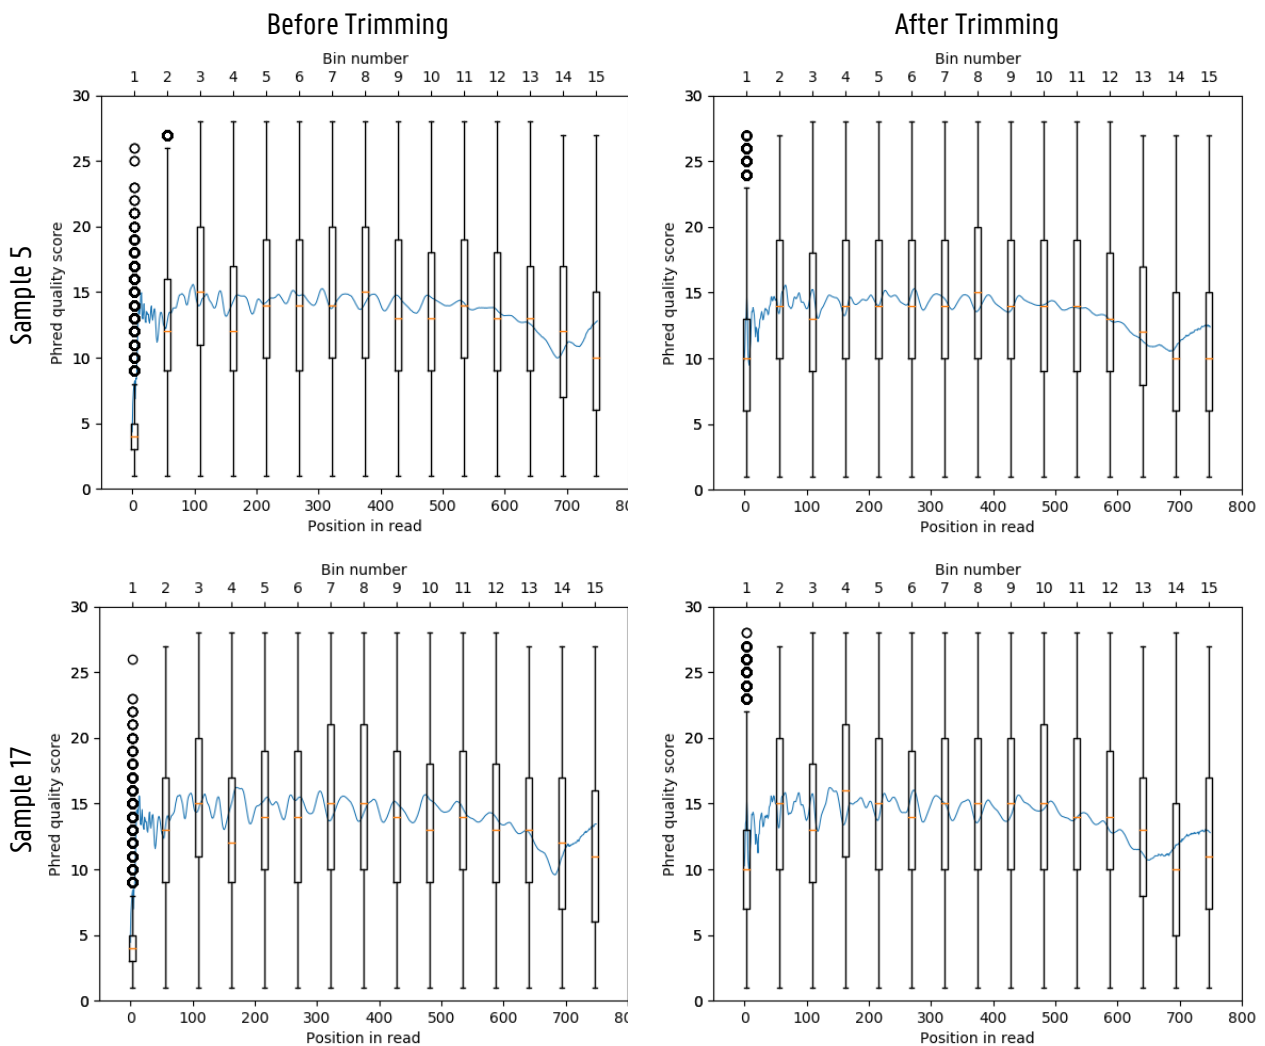 Before Trimming
After Trimming
Bin number
1 2 3 4 5 6 7 8 9 10 11 12 13 14 15
30
25
20
15
10
5
0
Phred quality score
0 100 200 300 400 500 600 700 80
Position in read
Sample 5
Bin number
1 2 3 4 5 6 7 8 9 10 11 12 13 14 15
30
25
20
15
10
5
0
Phred quality score
0 100 200 300 400 500 600 700 800
Position in read
Bin number
1 2 3 4 5 6 7 8 9 10 11 12 13 14 15
30
25
20
15
10
5
0
Phred quality score
0 100 200 300 400 500 600 700 80
Position in read
Sample 17
Bin number
1 2 3 4 5 6 7 8 9 10 11 12 13 14 15
30
25
20
15
10
5
0
Phred quality score
0 100 200 300 400 500 600 700 800
Position in read